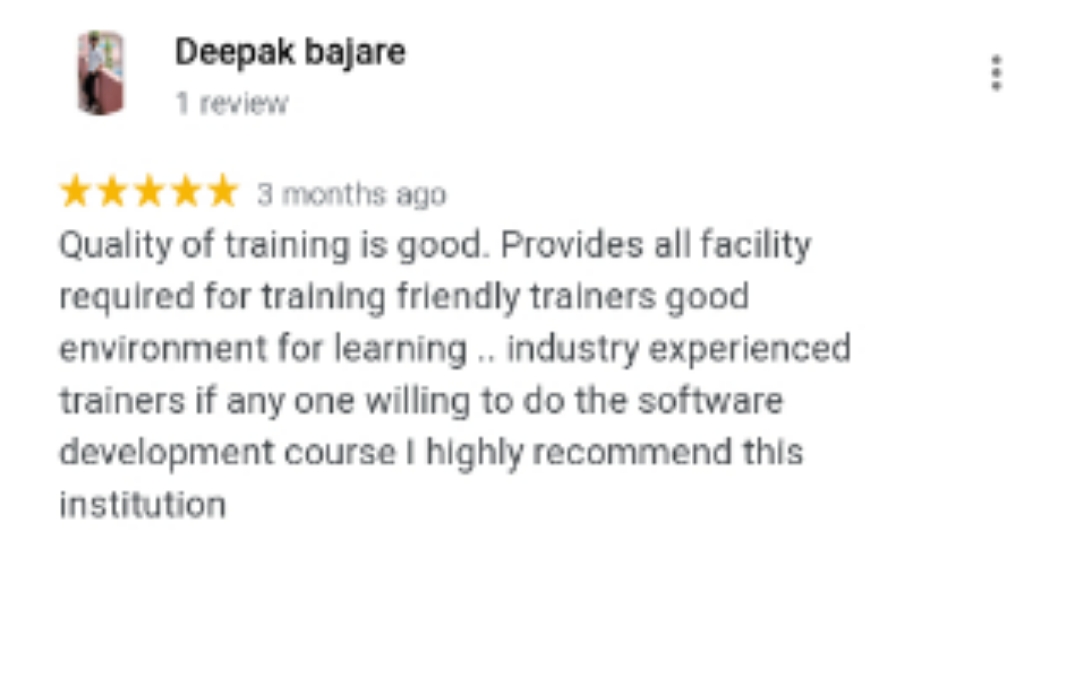 Deepak bajare
1 review
3 months ago
Quality of training is good. Provides all facility
required for training friendly trainers good
environment for learning .. industry experienced
trainers if any one willing to do the software
development course I highly recommend this
institution